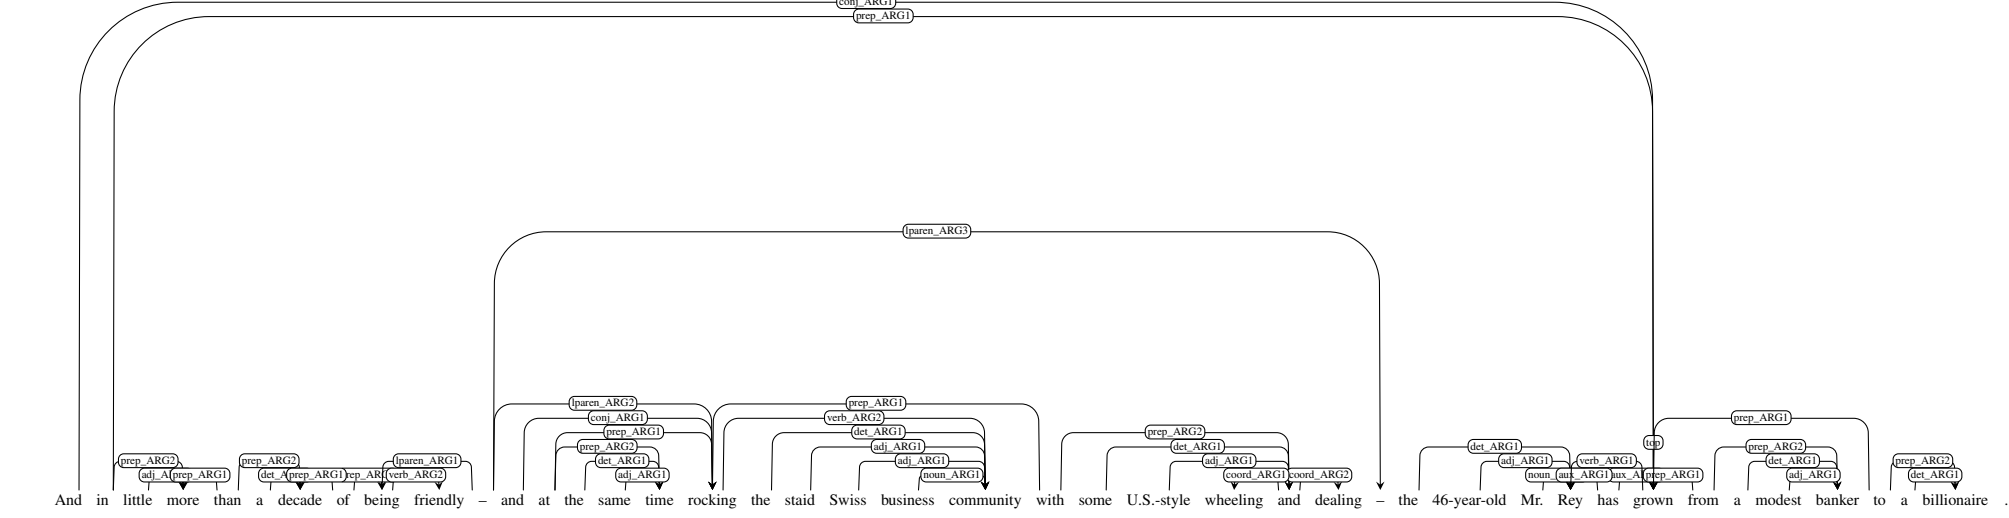 conj_ARG1
prep_ARG1
lparen_ARG3
lparen_ARG2 prep_ARG1
conj_ARG1 verb_ARG2 prep_ARG1
prep_ARG1 det_ARG1 prep_ARG2
top
prep_ARG2 adj_ARG1 det_ARG1 det_ARG1 prep_ARG2
prep_ARG2 prep_ARG2 lparen_ARG1 det_ARG1 adj_ARG1 adj_ARG1 adj_ARG1 verb_ARG1 det_ARG1 prep_ARG2
prep_ARG1 prep_ARG1 verb_ARG2 adj_ARG1 noun_ARG1 coord_ARG1 coord_ARG2 aux_ARG1 prep_ARG1 adj_ARG1 det_ARG1
And in little more than a decade of being friendly – and at the same time rocking the staid Swiss business community with some U.S.-style wheeling and dealing – the 46-year-old Mr. Rey has grown from a modest banker to a billionaire .